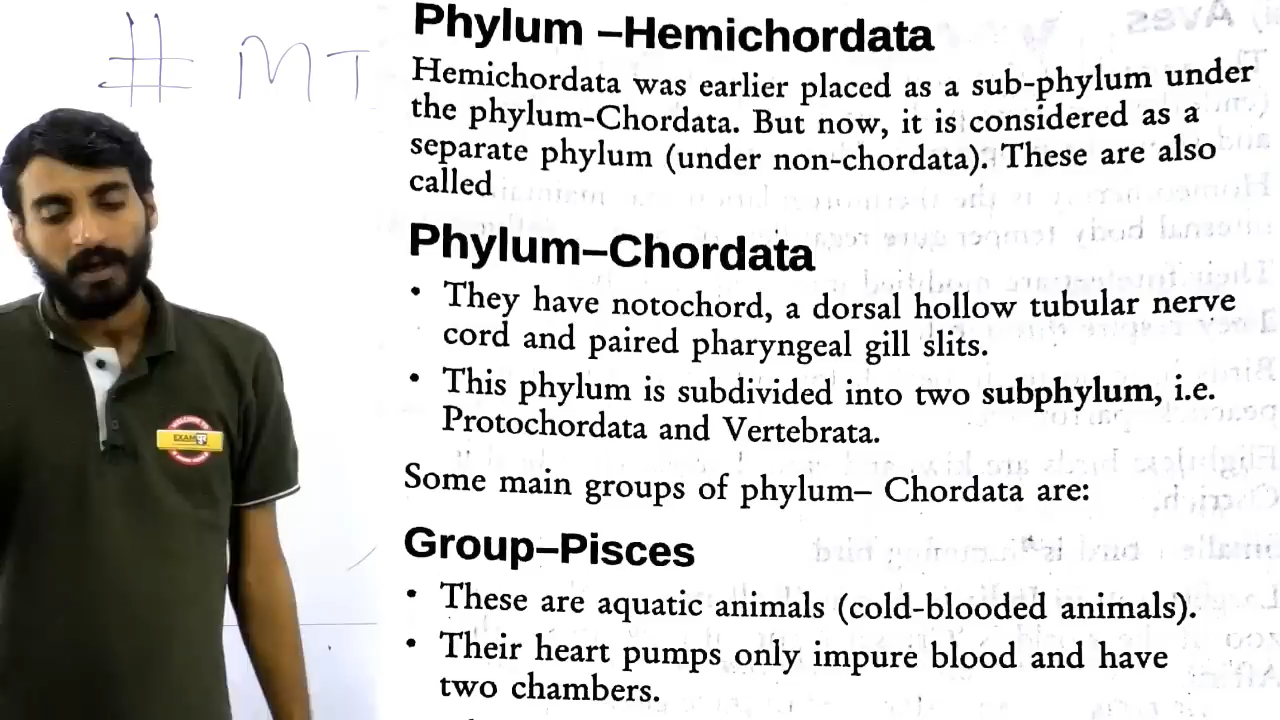 # MT
Phylum –Hemichordata
Hemichordata was earlier placed as a sub-phylum under
the phylum-Chordata. But now, it is considered as a
separate phylum (under non-chordata). These are also
called
Phylum–Chordata
• They have notochord, a dorsal hollow tubular nerve
cord and paired pharyngeal gill slits.
• This phylum is subdivided into two subphylum, i.e.
Protochordata and Vertebrata.
Some main groups of phylum– Chordata are:
Group–Pisces
• These are aquatic animals (cold-blooded animals).
• Their heart pumps only impure blood and have
two chambers.
EXAM